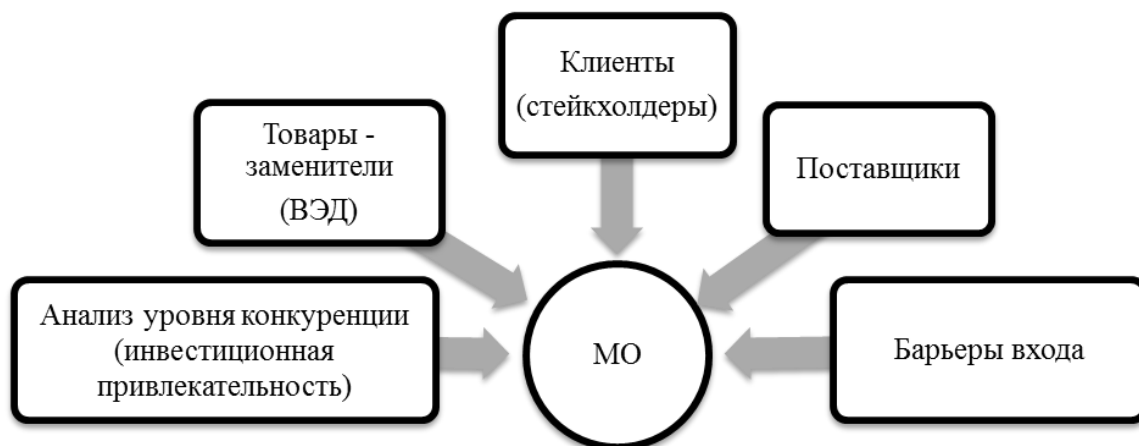 Клиенты
(стейкхолдеры)
Товары -
заменители
(ВЭД)
Поставщики
Анализ уровня конкуренции
(инвестиционная
привлекательность)
МО
Барьеры входа